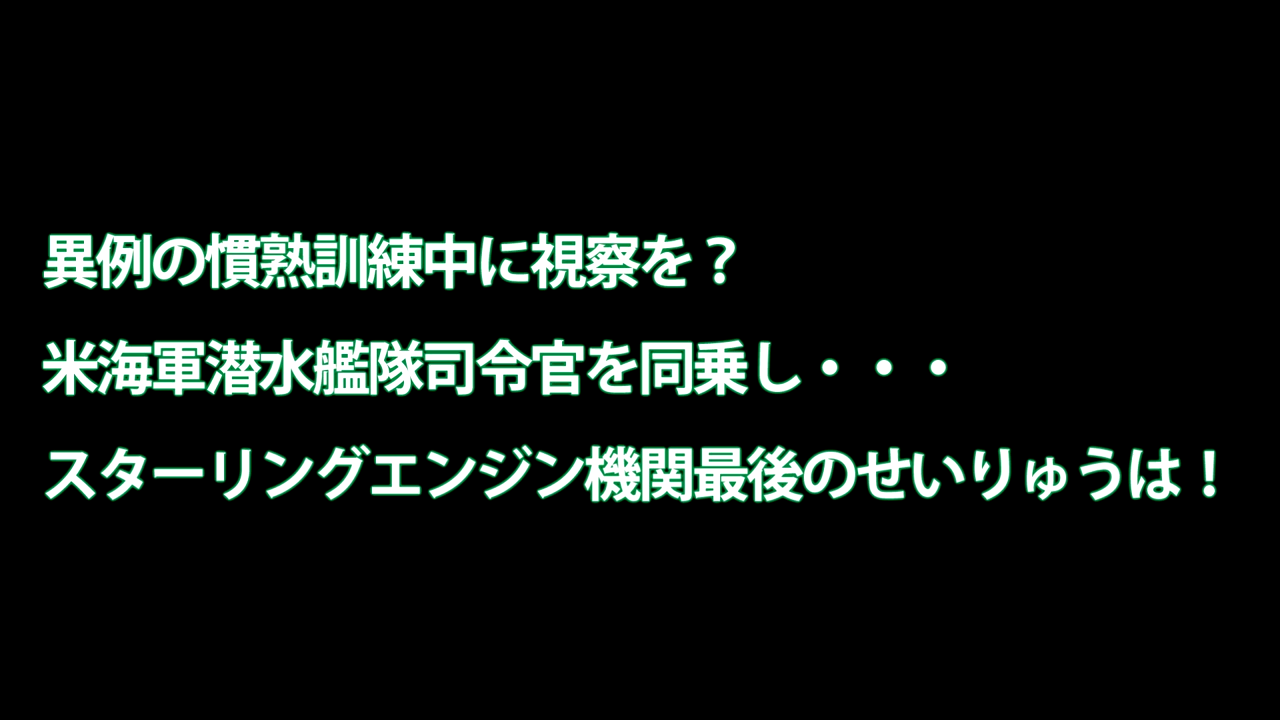 異例の慣熟訓練中に視察を？
米海軍潜水艦隊司令官を同乗し・・・
スターリングエンジン機関最後のせいりゅうは！